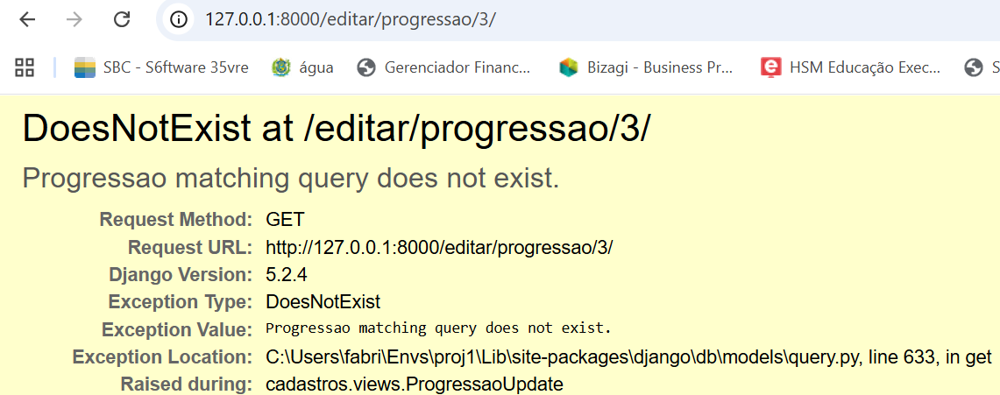 127.0.0.1:8000/editar/progressao/3/
SBC - S6ftware 35vre água Gerenciador Financ... Bizagi - Business Pr... HSM Educação Exec... S
DoesNotExist at /editar/progressao/3/
Progressao matching query does not exist.
Request Method: GET
Request URL: http://127.0.0.1:8000/editar/progressao/3/
Django Version: 5.2.4
Exception Type: DoesNotExist
Exception Value: Progressao matching query does not exist.
Exception Location: C:\Users\fabri\Envs\proj1\Lib\site-packages\django\db\models\query.py, line 633, in get
Raised during: cadastros.views.ProgressaoUpdate